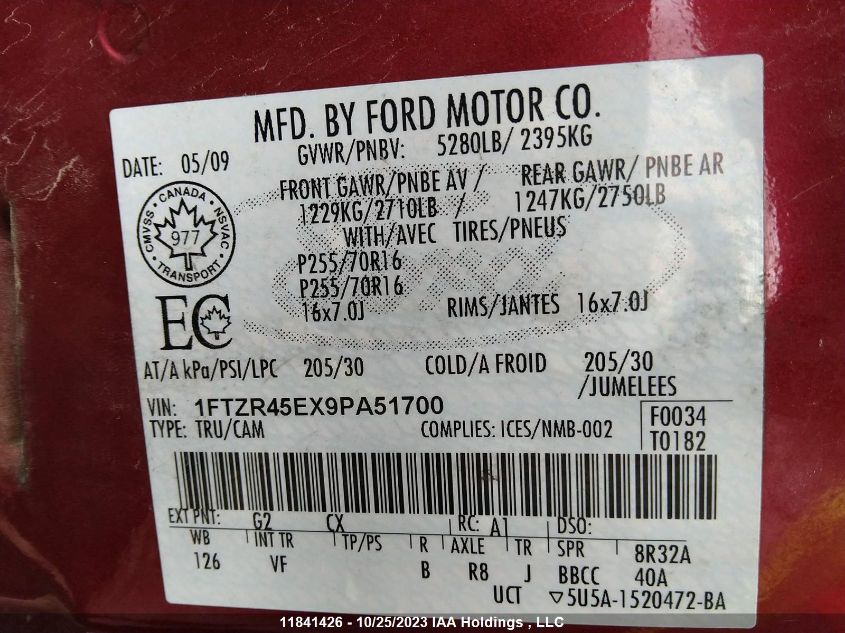 MFD. BY FORD MOTOR CO.
DATE: 05/09
GVWR/PNBV: 5280LB/ 2395KG
FRONT GAWR/PNBE AV / REAR GAWR/ PNBE AR
1229KG/2710LB / 1247KG/2750LB
WITH/AVEC TIRES/PNEUS
P255/70R16
P255/70R16
16x7.0J RIMS/JANTES 16x7.0J
CANADA
CMVSS NSVAC
977
TRANSPORT
EC
AT/A kPa/PSI/LPC 205/30 COLD/A FROID 205/30
/JUMELEES
VIN: 1FTZR45EX9PA51700
TYPE: TRU/CAM COMPLIES: ICES/NMB-002
F0034
T0182
EXT PNT: G2 CX RC: A1 DSO:
WB INT TR TP/PS R AXLE TR SPR 8R32A
126 VF B R8 J BBCC 40A
UCT ▽5U5A-1520472-BA
11841426 - 10/25/2023 IAA Holdings , LLC